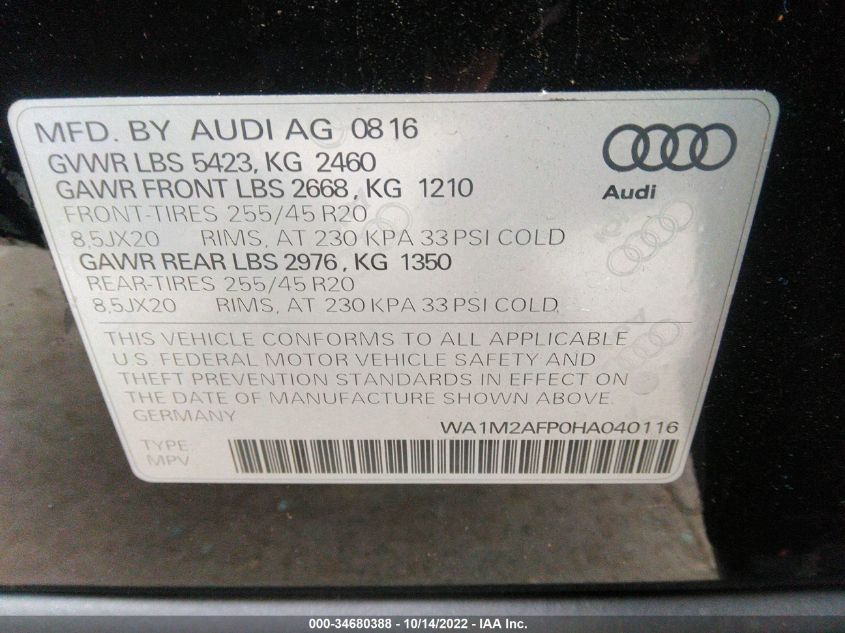 MFD. BY AUDI AG 08 16
GVWR LBS 5423, KG 2460
GAWR FRONT LBS 2668, KG 1210
FRONT-TIRES 255/45 R20
8,5JX20 RIMS, AT 230 KPA 33 PSI COLD
GAWR REAR LBS 2976, KG 1350
REAR-TIRES 255/45 R20
8,5JX20 RIMS, AT 230 KPA 33 PSI COLD
Audi
THIS VEHICLE CONFORMS TO ALL APPLICABLE
U.S. FEDERAL MOTOR VEHICLE SAFETY AND
THEFT PREVENTION STANDARDS IN EFFECT ON
THE DATE OF MANUFACTURE SHOWN ABOVE.
GERMANY
WA1M2AFP0HA040116
TYPE:
MPV
000-34680388 - 10/14/2022 - IAA Inc.